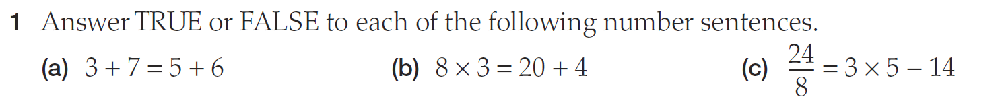 1 Answer TRUE or FALSE to each of the following number sentences.
(a) 3 + 7 = 5 + 6 (b) 8 × 3 = 20 + 4 (c) 24/8 = 3 × 5 – 14